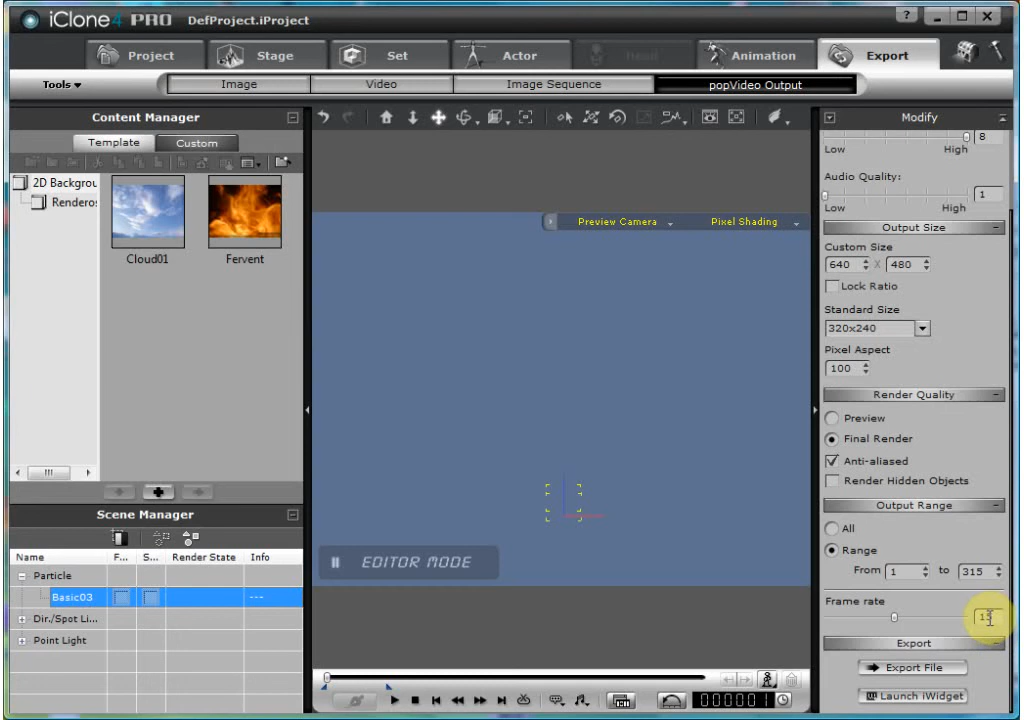 iClone4 PRO DefProject.iProject
Project Stage Set Actor Head Animation Export
Tools Image Video Image Sequence popVideo Output
Content Manager
Template Custom
2D Backgrou
Renderos
Cloud01 Fervent
Preview Camera Pixel Shading
EDITOR MODE
Scene Manager
Name F... S... Render State Info
Particle
Basic03 ---
Dir./Spot Li...
Point Light
000001
Modify
8
Low High
Audio Quality:
1
Low High
Output Size
Custom Size
640 X 480
Lock Ratio
Standard Size
320x240
Pixel Aspect
100
Render Quality
Preview
Final Render
Anti-aliased
Render Hidden Objects
Output Range
All
Range
From 1 to 315
Frame rate
Export
Export File
Launch iWidget